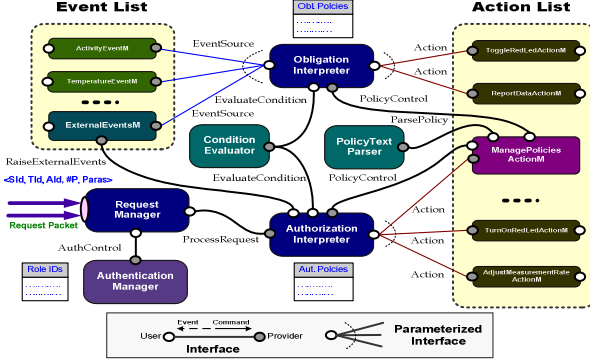 Event List
Obl. Polcies
Action List
ActivityEventM
EventSource
Obligation
Interpreter
Action
ToggleRedLedActionM
TemperatureEventM
Action
EvaluateCondition
PolicyControl
ReportDataActionM
ExternalEventsM
EventSource
ParsePolicy
Condition
Evaluator
PolicyText
Parser
ManagePolicies
ActionM
RaiseExternalEvents
EvaluateCondition
PolicyControl
<SId, TId, AId, #P, Paras>
Request
Manager
Authorization
Interpreter
Action
Request Packet
ProcessRequest
Action
TurnOnRedLedActionM
AuthControl
Role IDs
Authentication
Manager
Aut. Polcies
Action
AdjustMeasurementRate
ActionM
Event Command
User Provider
Interface
Parameterized
Interface